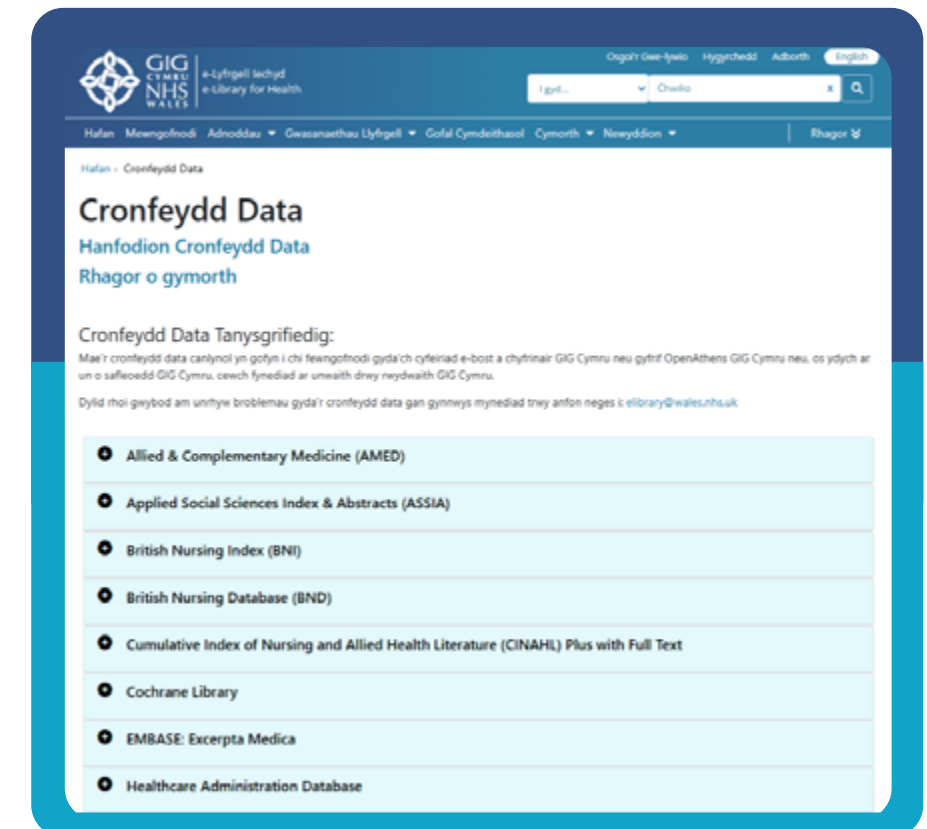 GIG
CYMRU
NHS
WALES
e-Lyfrgell Iechyd
e-Library for Health
Osgoi'r Gwe-lywio Hygyrchedd Adborth English
I gyd... Chwilio x
Hafan Mewngofnodi Adnoddau Gwasanaethau Llyfrgell Gofal Cymdeithasol Cymorth Newyddion Rhagor
Hafan - Cronfeydd Data
Cronfeydd Data
Hanfodion Cronfeydd Data
Rhagor o gymorth
Cronfeydd Data Tanysgrifiedig:
Mae'r cronfeydd data canlynol yn gofyn i chi fewngofnodi gyda'ch cyfeiriad e-bost a chyfrinair GIG Cymru neu gyfrif OpenAthens GIG Cymru neu, os ydych ar
un o safleoedd GIG Cymru, cewch fynediad ar unwaith drwy rwydwaith GIG Cymru.
Dylid rhoi gwybod am unrhyw broblemau gyda'r cronfeydd data gan gynnwys mynediad trwy anfon neges i: elibrary@wales.nhs.uk
Allied & Complementary Medicine (AMED)
Applied Social Sciences Index & Abstracts (ASSIA)
British Nursing Index (BNI)
British Nursing Database (BND)
Cumulative Index of Nursing and Allied Health Literature (CINAHL) Plus with Full Text
Cochrane Library
EMBASE: Excerpta Medica
Healthcare Administration Database